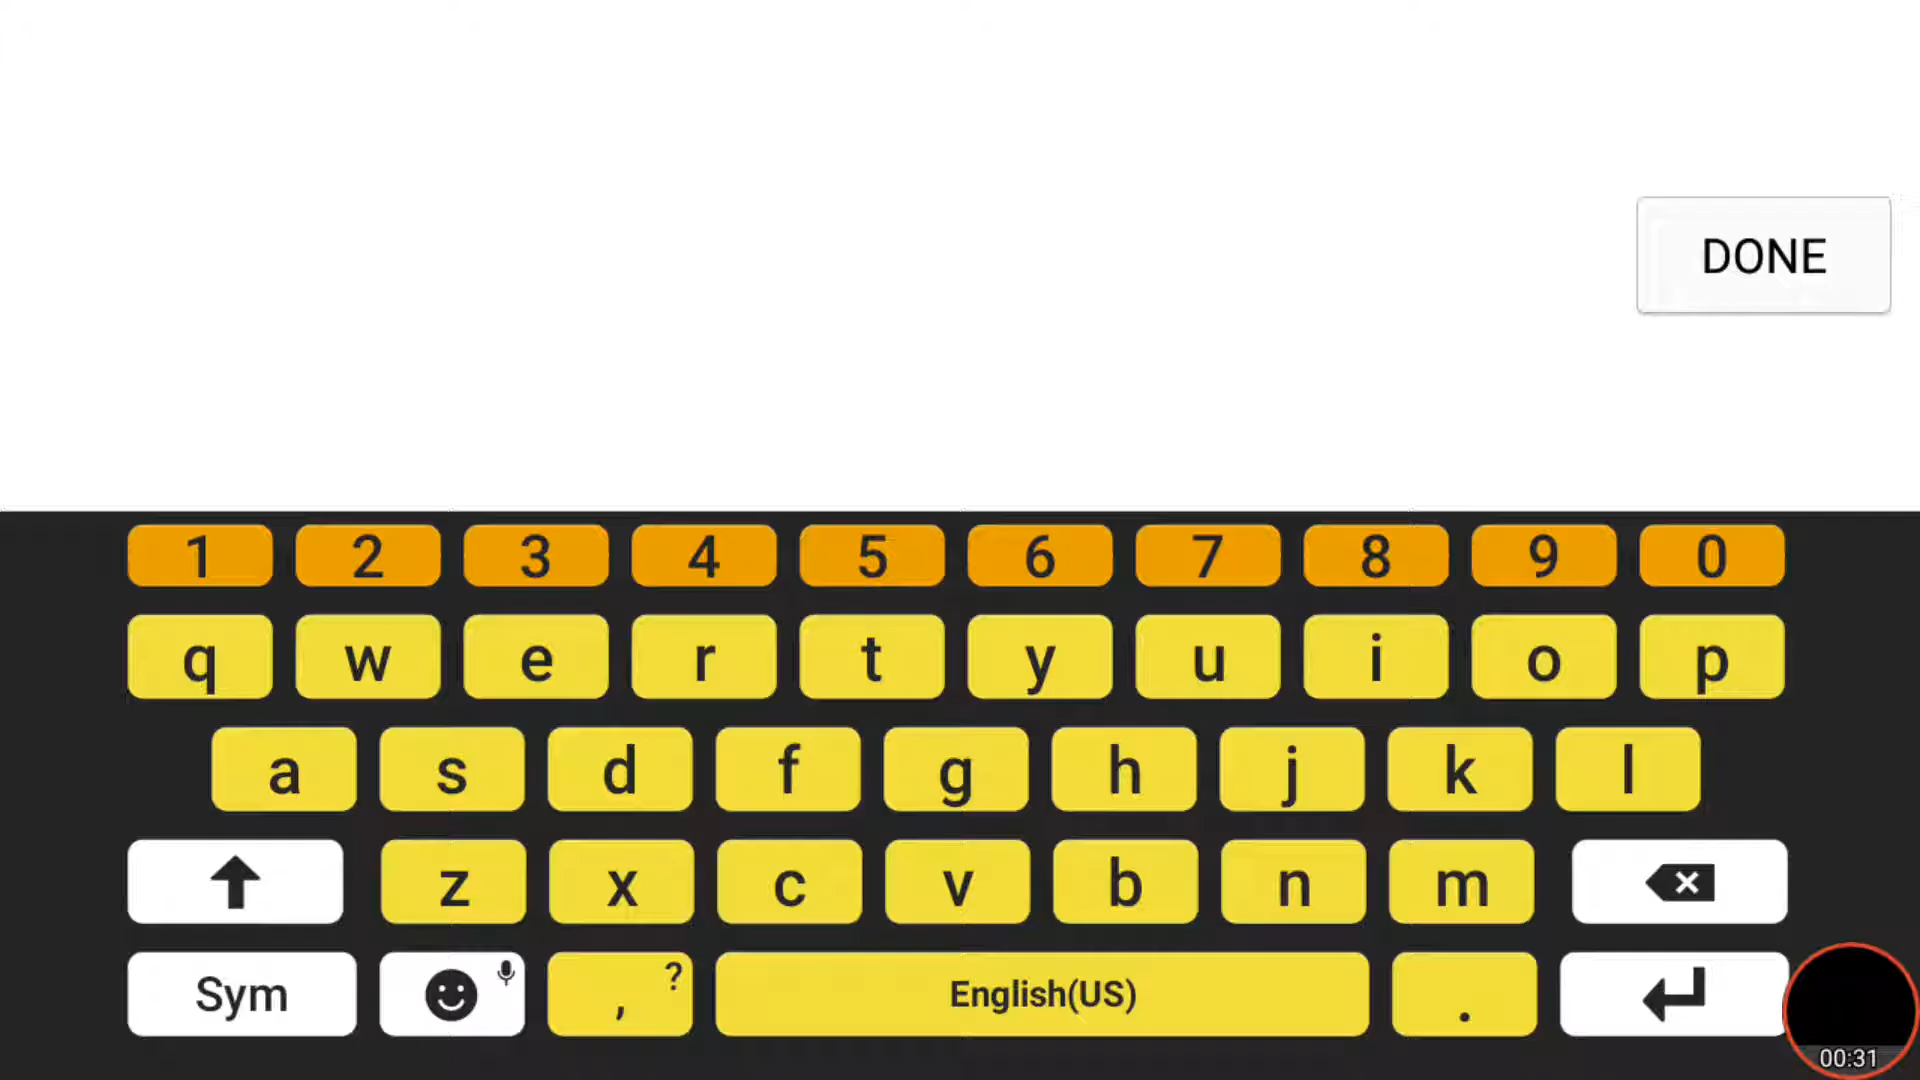 DONE
1 2 3 4 5 6 7 8 9 0
q w e r t y u i o p
a s d f g h j k l
z x c v b n m
Sym , ? English(US) .
00:31